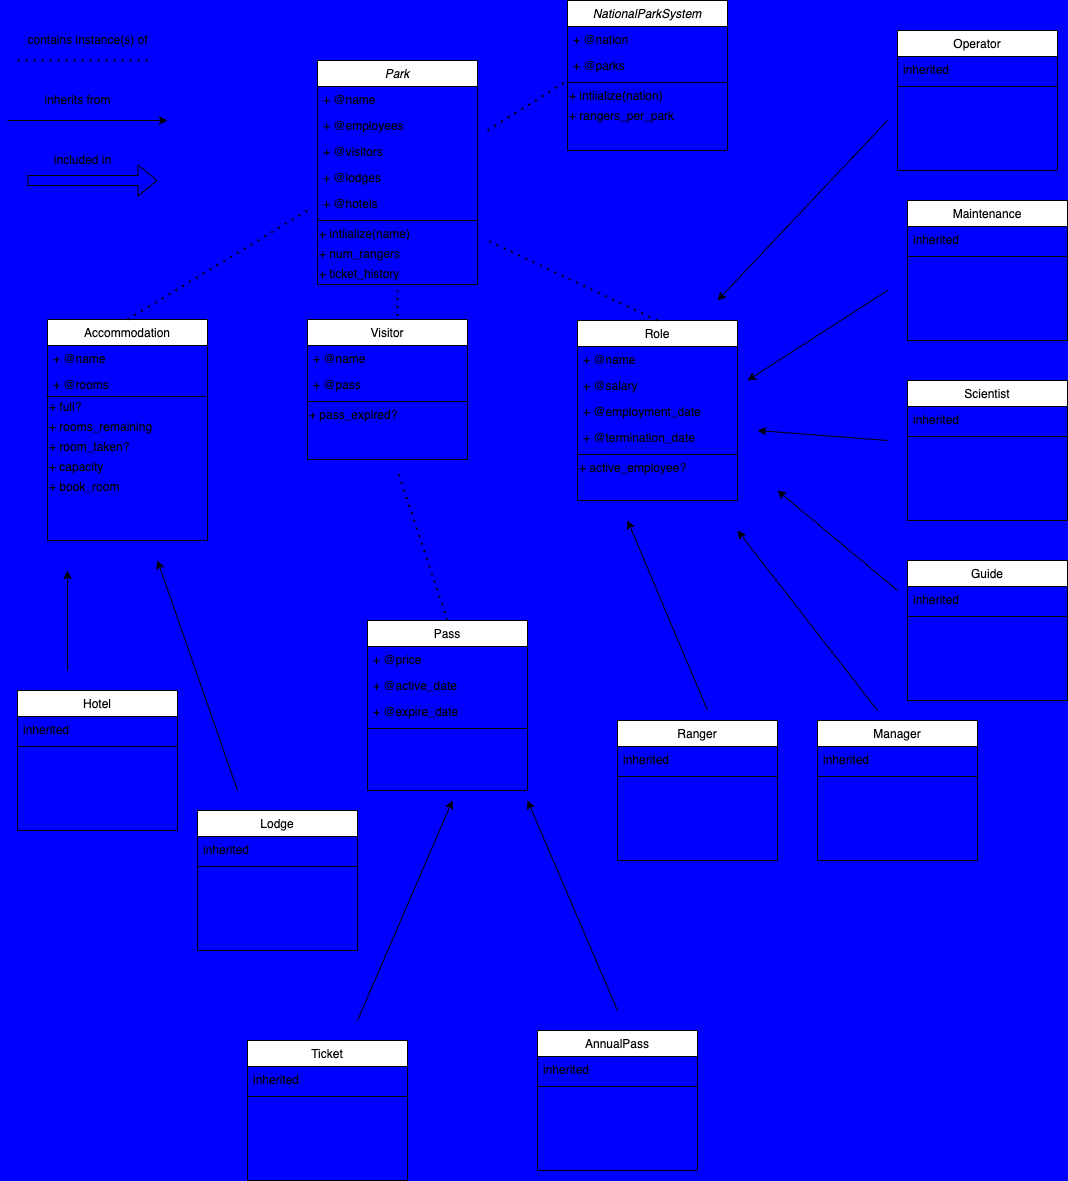 contains instance(s) of
inherits from
included in
NationalParkSystem
+ @nation
+ @parks
+ intiialize(nation)
+ rangers_per_park
Park
+ @name
+ @employees
+ @visitors
+ @lodges
+ @hotels
+ intiialize(name)
+ num_rangers
+ ticket_history
Operator
inherited
Maintenance
inherited
Accommodation
+ @name
+ @rooms
+ full?
+ rooms_remaining
+ room_taken?
+ capacity
+ book_room
Visitor
+ @name
+ @pass
+ pass_expired?
Role
+ @name
+ @salary
+ @employment_date
+ @termination_date
+ active_employee?
Scientist
inherited
Guide
inherited
Pass
+ @price
+ @active_date
+ @expire_date
Hotel
inherited
Lodge
inherited
Ranger
inherited
Manager
inherited
Ticket
inherited
AnnualPass
inherited